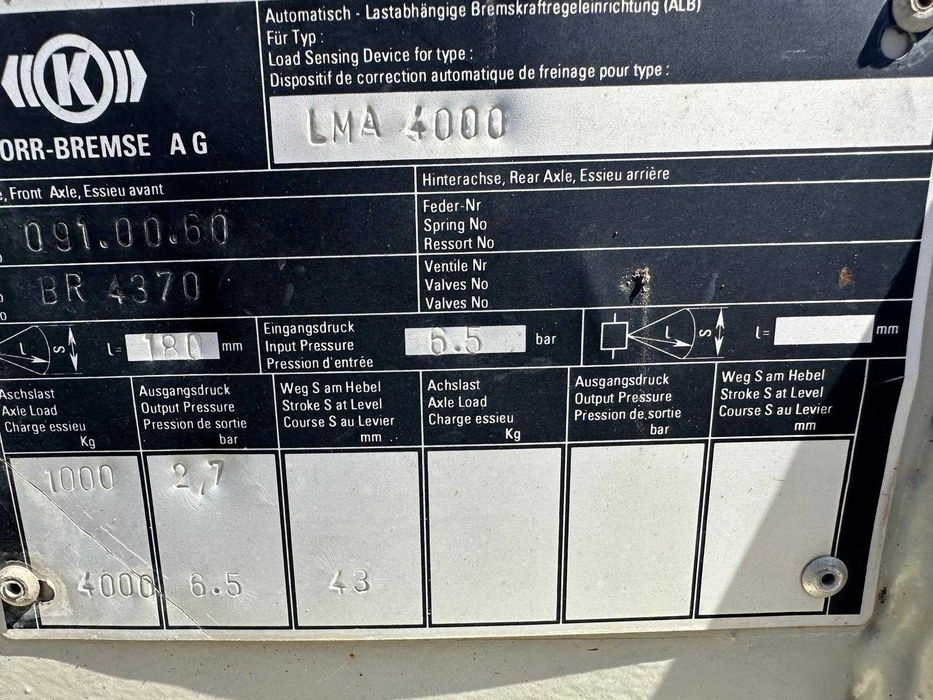 Automatisch - Lastabhängige Bremskraftregeleinrichtung (ALB)
Für Typ :
Load Sensing Device for type :
Dispositif de correction automatique de freinage pour type :
K
ORR-BREMSE AG
LMA 4000
, Front Axle, Essieu avant
Hinterachse, Rear Axle, Essieu arrière
091.00.60
Feder-Nr
Spring No
Ressort No
BR 4370
Ventile Nr
Valves No
Valves No
L S l= 180 mm
Eingangsdruck
Input Pressure
Pression d'entrée
6.5 bar
L S l= mm
Achslast
Axle Load
Charge essieu
Kg
Ausgangsdruck
Output Pressure
Pression de sortie
bar
Weg S am Hebel
Stroke S at Level
Course S au Levier
mm
Achslast
Axle Load
Charge essieu
Kg
Ausgangsdruck
Output Pressure
Pression de sortie
bar
Weg S am Hebel
Stroke S at Level
Course S au Levier
mm
1000 2,7
4000 6.5 43